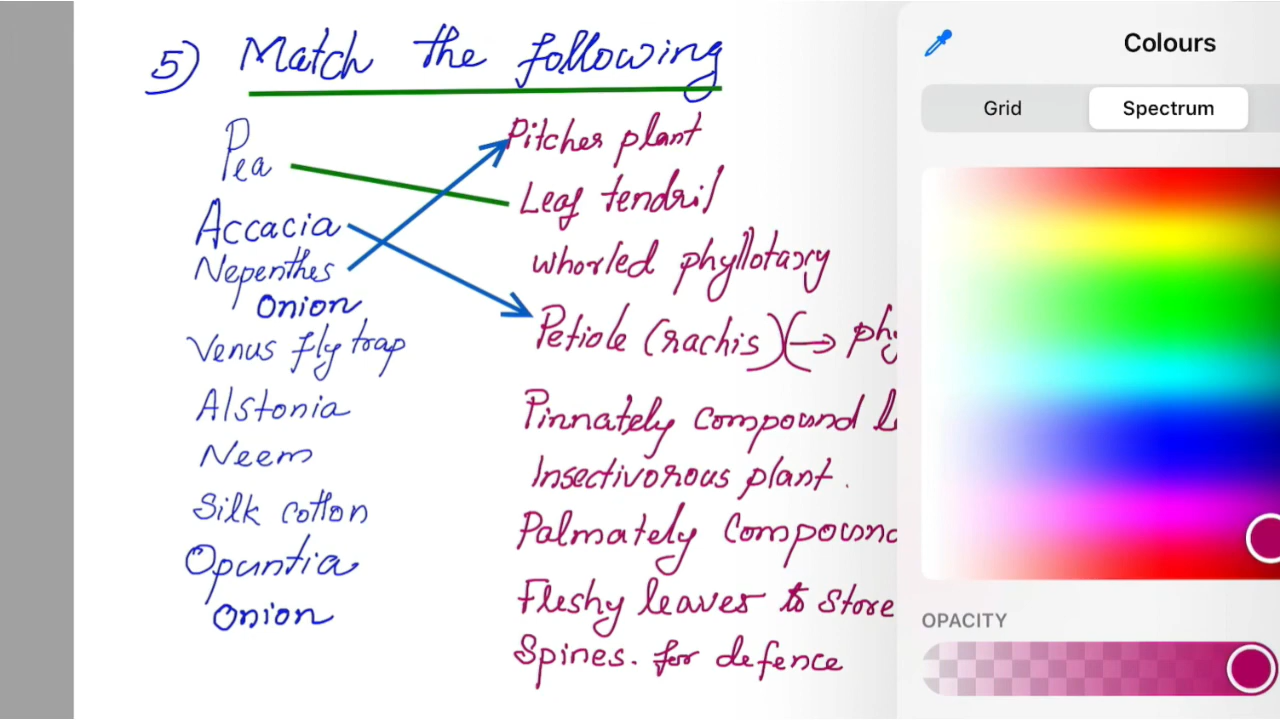 5) Match the following
Pea
Accacia
Nepenthes
Onion
Venus fly trap
Alstonia
Neem
Silk cotton
Opuntia
Onion
Pitcher plant
Leaf tendril
Whorled phyllotaxy
Petiole (rachis) (→ phy
Pinnately compound l
Insectivorous plant.
Palmately compound
Fleshy leaves to store
Spines. for defence
Colours
Grid
Spectrum
OPACITY